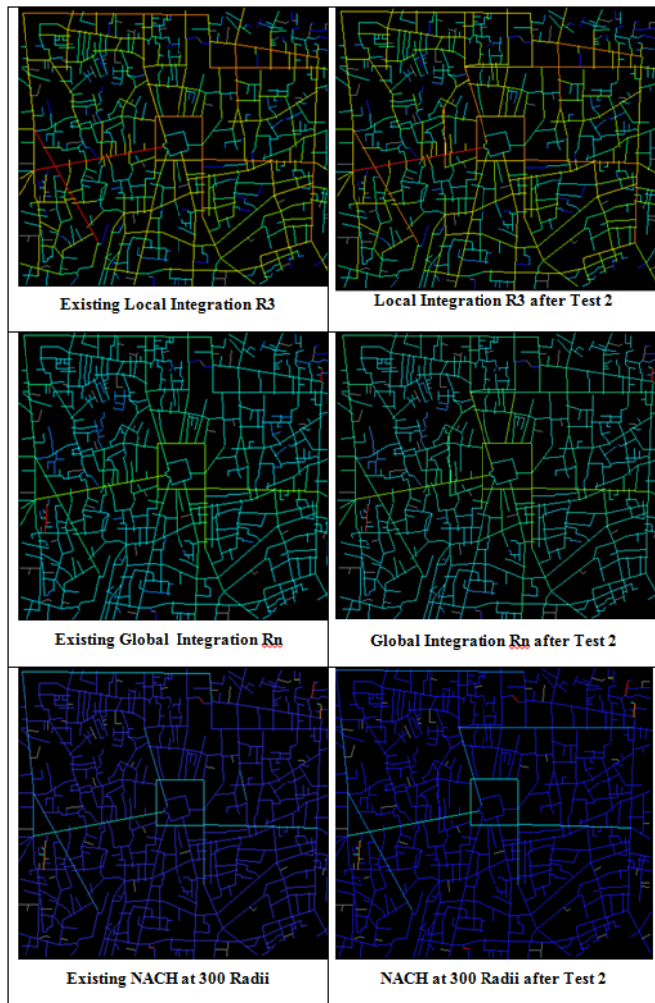 Existing Local Integration R3
Local Integration R3 after Test 2
Existing Global Integration Rn
Global Integration Rn after Test 2
Existing NACH at 300 Radii
NACH at 300 Radii after Test 2